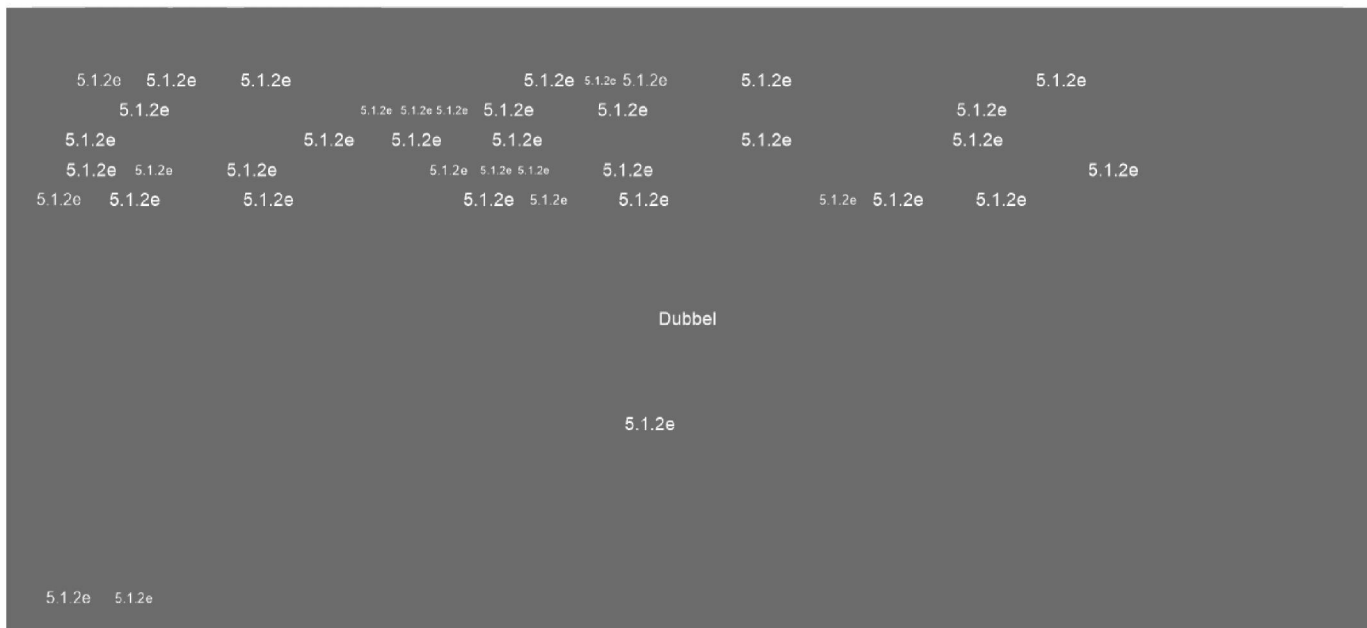 5.1.2e 5.1.2e 5.1.2e 5.1.2e 5.1.2e 5.1.2e 5.1.2e 5.1.2e
5.1.2e 5.1.2e 5.1.2e 5.1.2e 5.1.2e 5.1.2e 5.1.2e
5.1.2e 5.1.2e 5.1.2e 5.1.2e 5.1.2e 5.1.2e
5.1.2e 5.1.2e 5.1.2e 5.1.2e 5.1.2e 5.1.2e 5.1.2e 5.1.2e
5.1.2e 5.1.2e 5.1.2e 5.1.2e 5.1.2e 5.1.2e 5.1.2e 5.1.2e 5.1.2e
Dubbel
5.1.2e
5.1.2e 5.1.2e